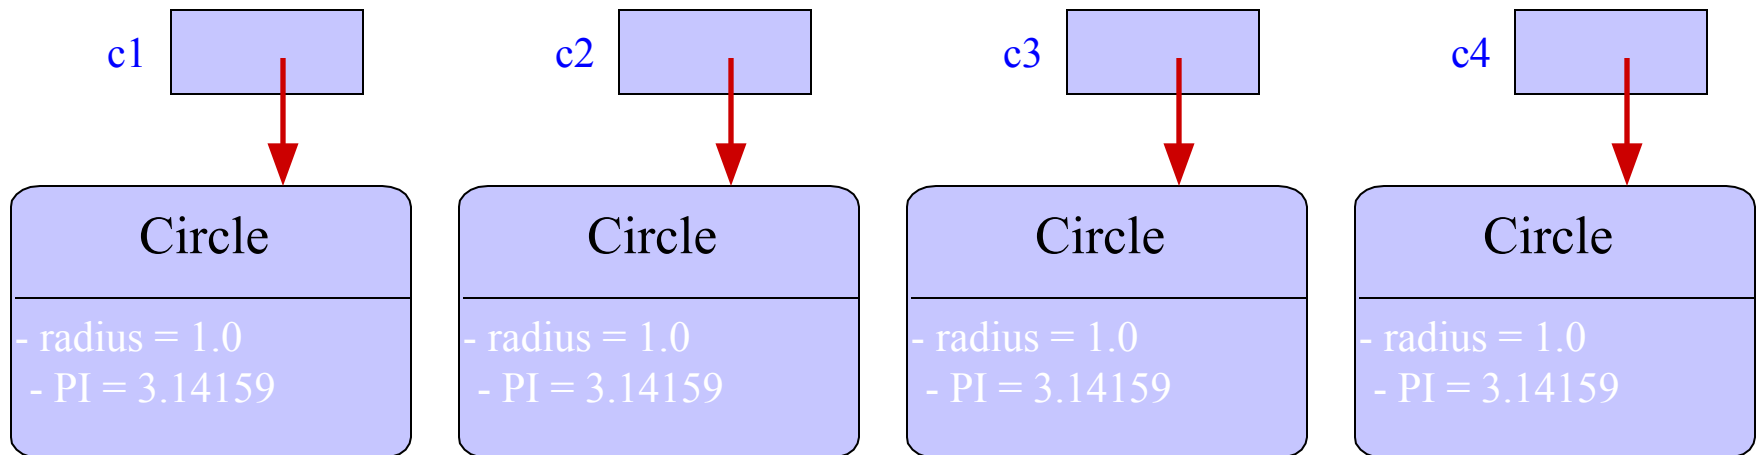 c1 c2 c3 c4
Circle Circle Circle Circle
- radius = 1.0 - radius = 1.0 - radius = 1.0 - radius = 1.0
- PI = 3.14159 - PI = 3.14159 - PI = 3.14159 - PI = 3.14159